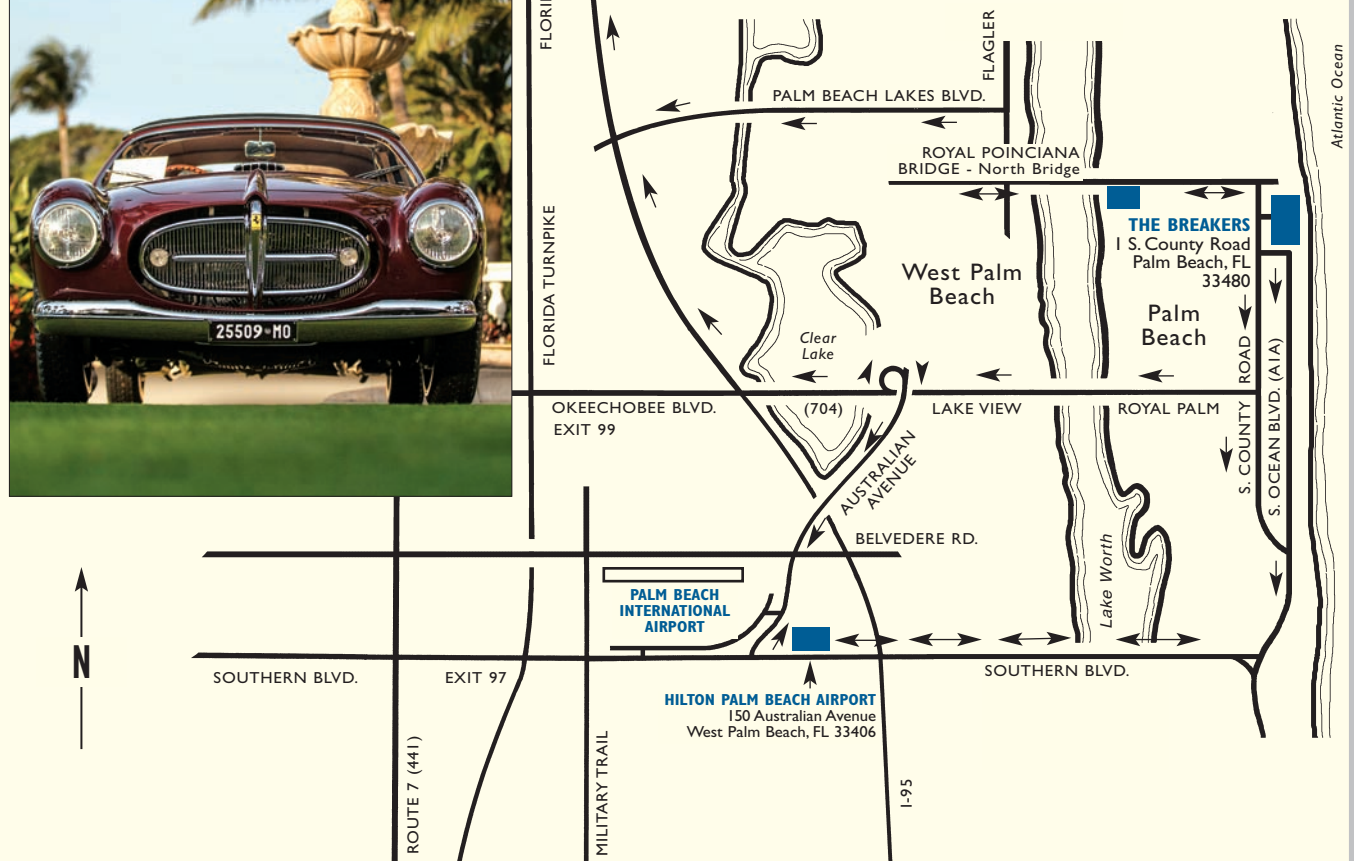 FLORI
FLAGLER
Atlantic Ocean
PALM BEACH LAKES BLVD.
ROYAL POINCIANA
BRIDGE - North Bridge
THE BREAKERS
1 S. County Road
Palm Beach, FL
33480
West Palm
Beach
Palm
Beach
FLORIDA TURNPIKE
25509 MO
Clear
Lake
OKEECHOBEE BLVD.
EXIT 99
(704)
LAKE VIEW
ROYAL PALM
S. COUNTY ROAD
S. OCEAN BLVD. (A1A)
AUSTRALIAN
AVENUE
BELVEDERE RD.
Lake Worth
PALM BEACH
INTERNATIONAL
AIRPORT
N
SOUTHERN BLVD.
EXIT 97
SOUTHERN BLVD.
HILTON PALM BEACH AIRPORT
150 Australian Avenue
West Palm Beach, FL 33406
ROUTE 7 (441)
MILITARY TRAIL
I-95